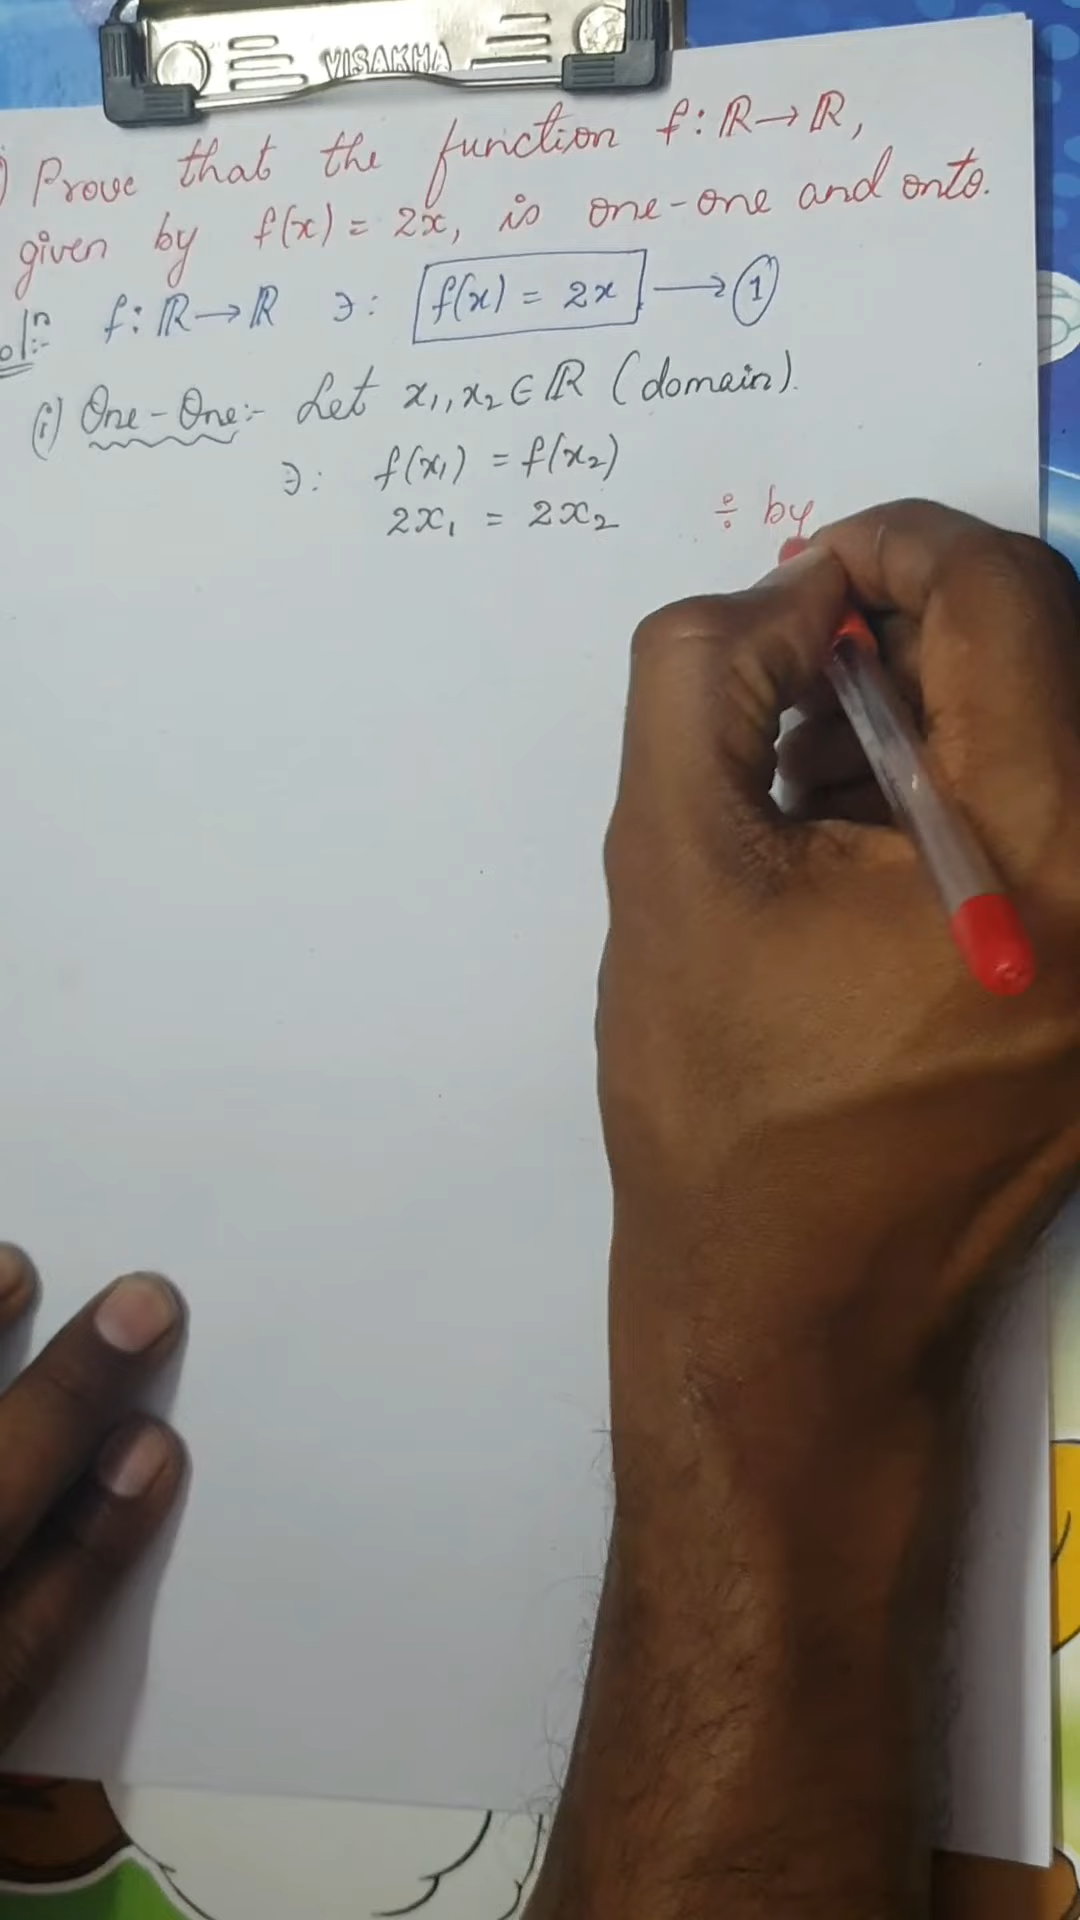 VISAKHA
) Prove that the function f: ℝ→ℝ,
given by f(x) = 2x, is one-one and onto.
ol n:- f: ℝ→ℝ ∋: f(x) = 2x → ①
(i) One-One:- Let x₁, x₂ ∈ ℝ (domain).
∋: f(x₁) = f(x₂)
2x₁ = 2x₂ ÷ by